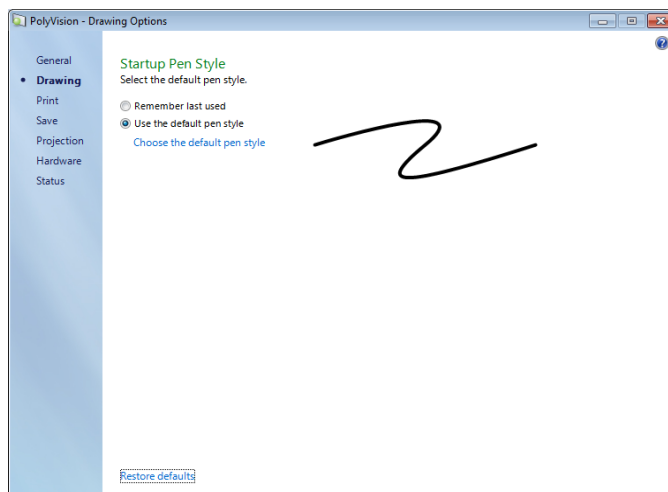 PolyVision - Drawing Options
General
Drawing
Print
Save
Projection
Hardware
Status
Startup Pen Style
Select the default pen style.
Remember last used
Use the default pen style
Choose the default pen style
Restore defaults